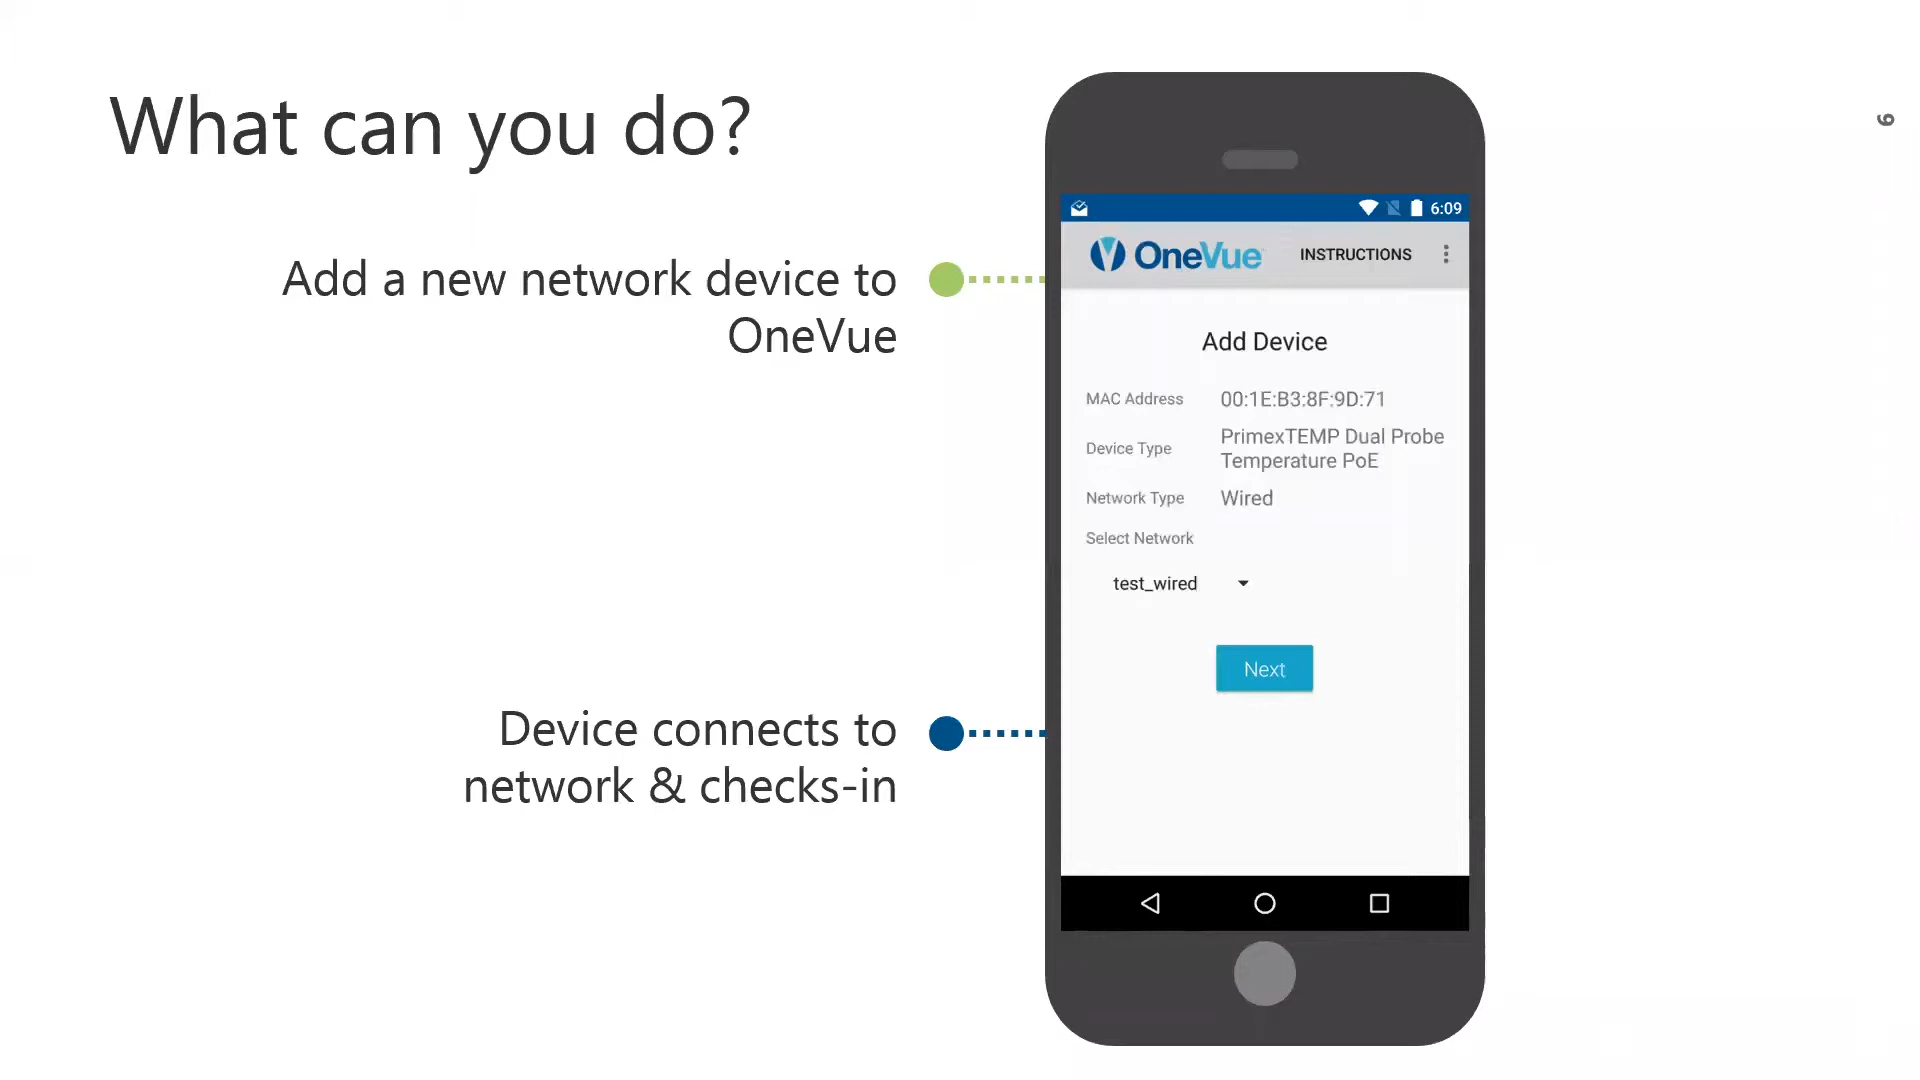 What can you do?
6
Add a new network device to
OneVue
Device connects to
network & checks-in
6:09
OneVue
INSTRUCTIONS
Add Device
MAC Address 00:1E:B3:8F:9D:71
Device Type PrimexTEMP Dual Probe
Temperature PoE
Network Type Wired
Select Network
test_wired
Next